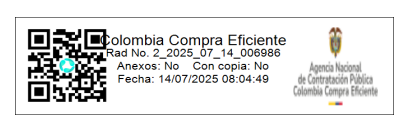 Colombia Compra Eficiente
Rad No. 2_2025_07_14_006986
Anexos: No Con copia: No
Fecha: 14/07/2025 08:04:49
Agencia Nacional
de Contratación Pública
Colombia Compra Eficiente